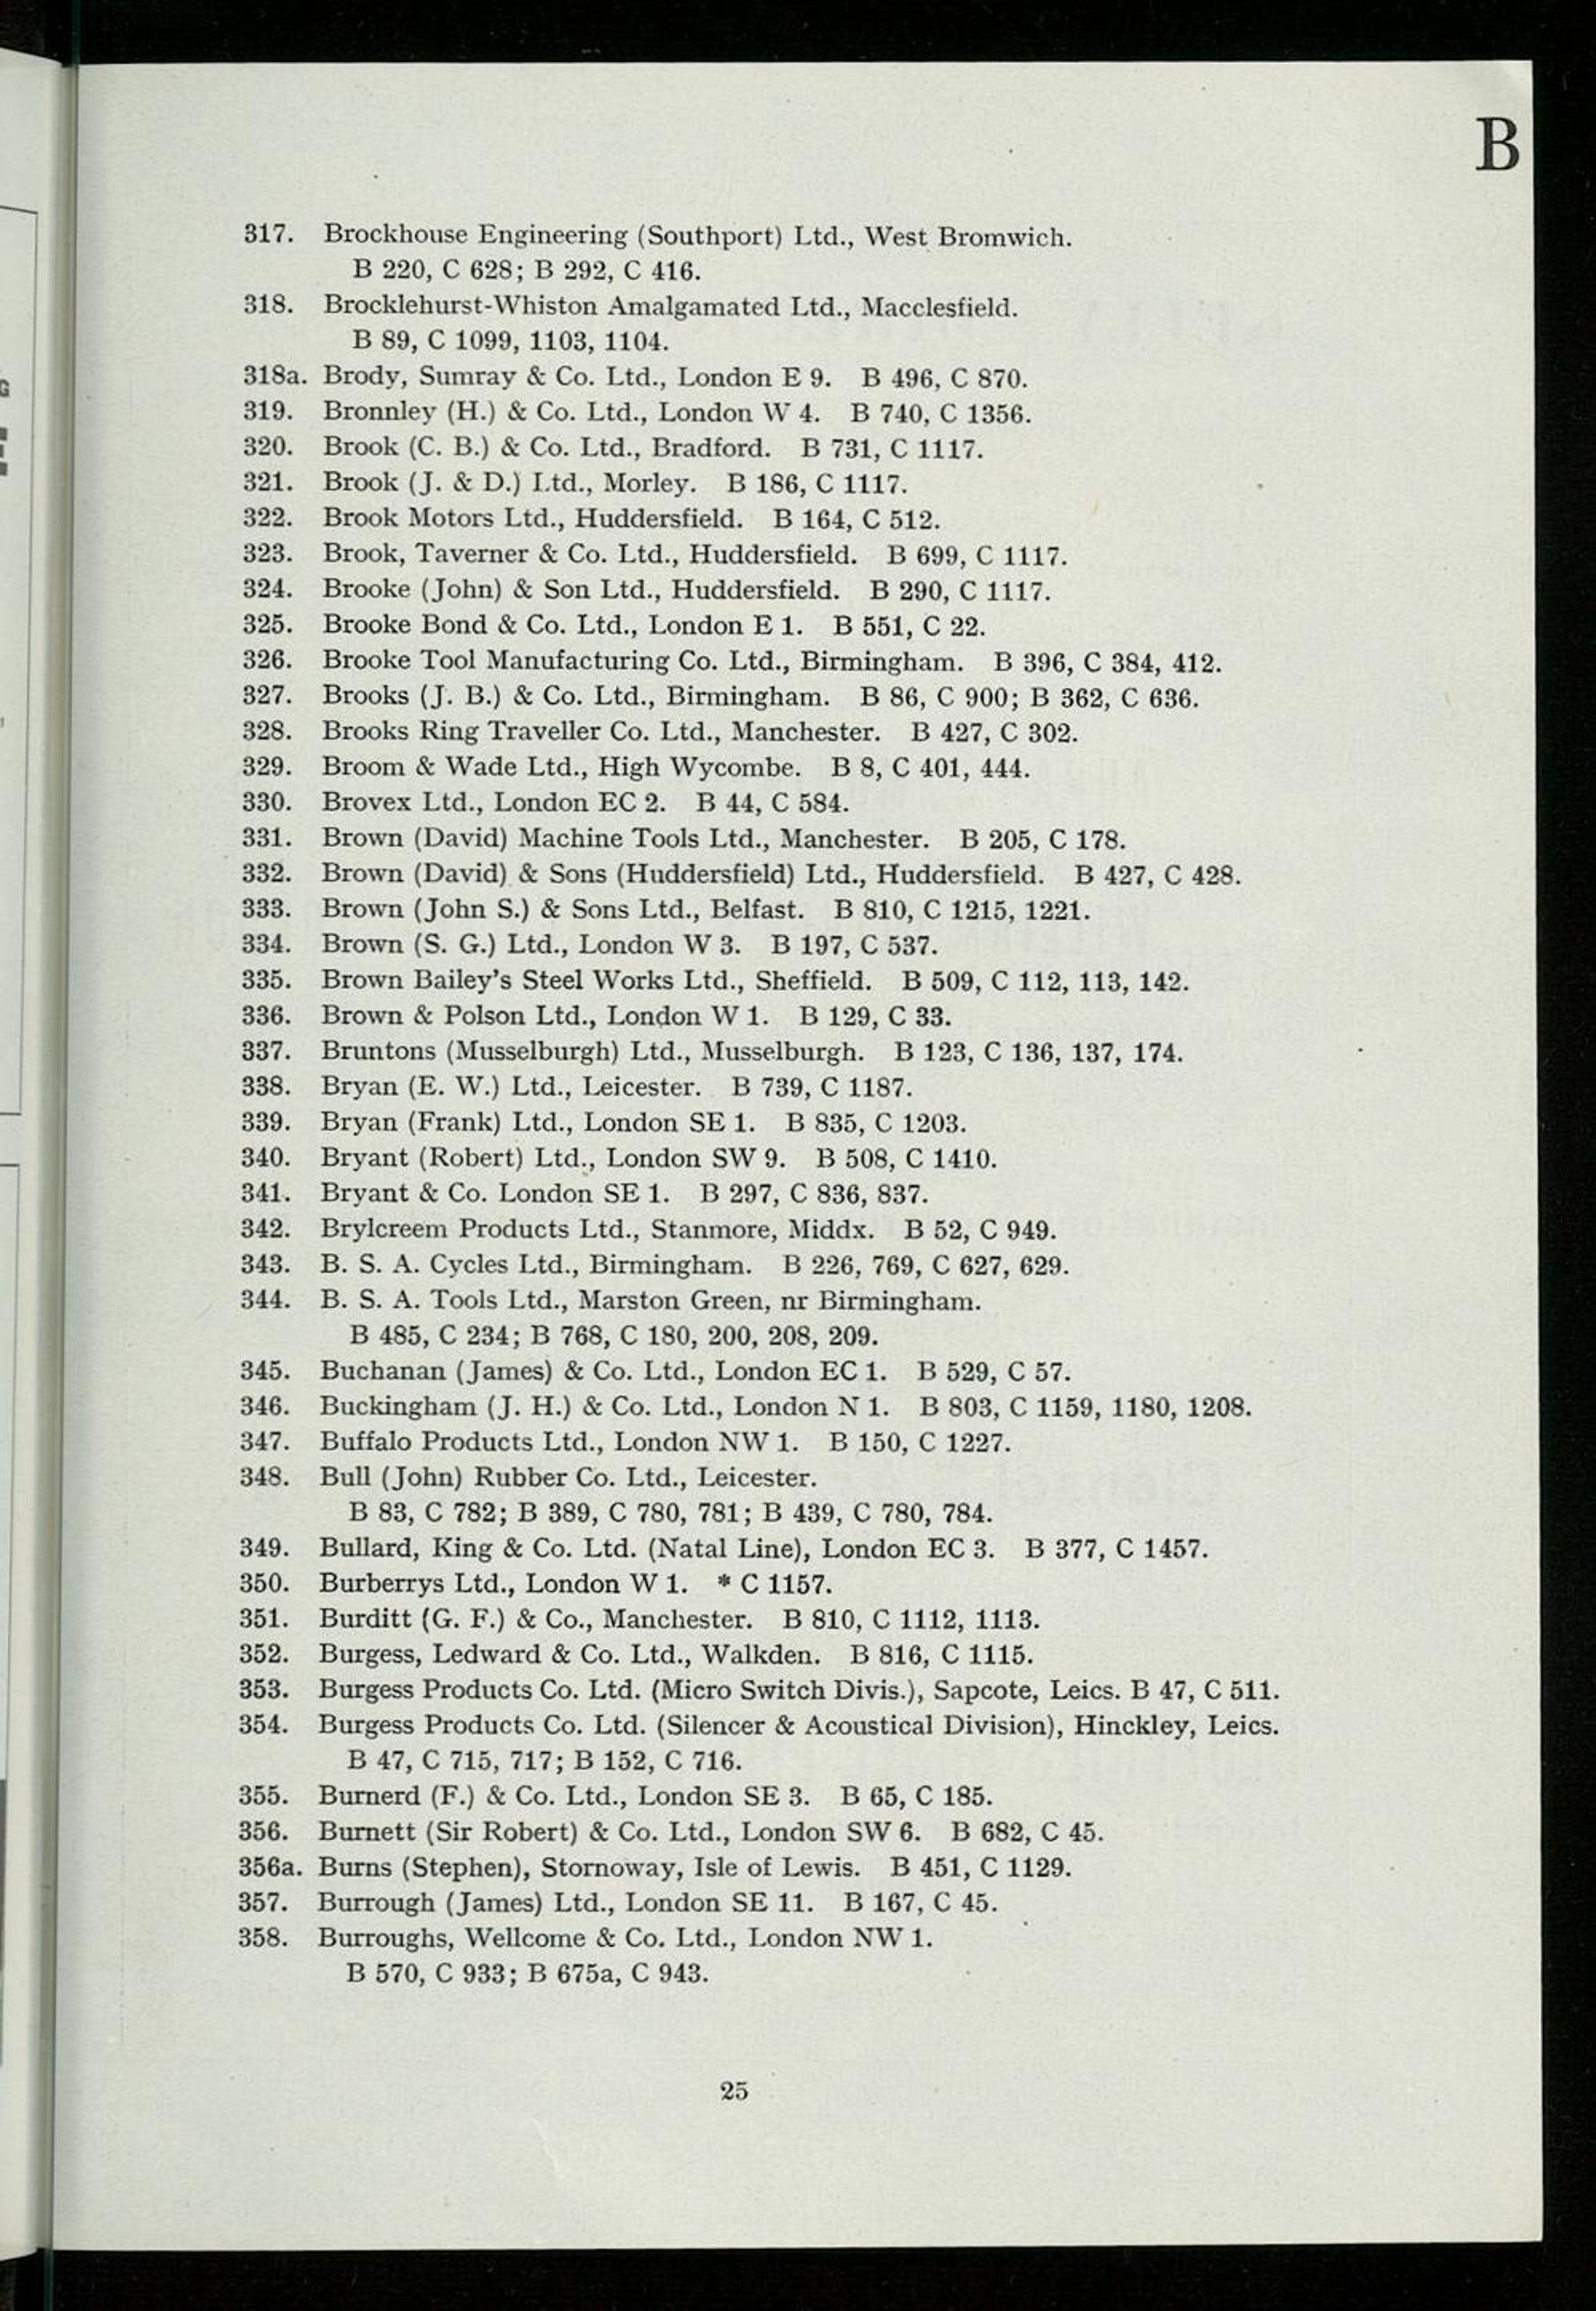 B
317. Brockhouse Engineering (Southport) Ltd., West Bromwich.
B 220, C 628; B 292, C 416.
318. Brocklehurst-Whiston Amalgamated Ltd., Macclesfield.
B 89, C 1099, 1103, 1104.
318a. Brody, Sumray & Co. Ltd., London E 9. B 496, C 870.
319. Bronnley (H.) & Co. Ltd., London W 4. B 740, C 1356.
320. Brook (C. B.) & Co. Ltd., Bradford. B 731, C 1117.
321. Brook (J. & D.) Ltd., Morley. B 186, C 1117.
322. Brook Motors Ltd., Huddersfield. B 164, C 512.
323. Brook, Taverner & Co. Ltd., Huddersfield. B 699, C 1117.
324. Brooke (John) & Son Ltd., Huddersfield. B 290, C 1117.
325. Brooke Bond & Co. Ltd., London E 1. B 551, C 22.
326. Brooke Tool Manufacturing Co. Ltd., Birmingham. B 396, C 384, 412.
327. Brooks (J. B.) & Co. Ltd., Birmingham. B 86, C 900; B 362, C 636.
328. Brooks Ring Traveller Co. Ltd., Manchester. B 427, C 302.
329. Broom & Wade Ltd., High Wycombe. B 8, C 401, 444.
330. Brovex Ltd., London EC 2. B 44, C 584.
331. Brown (David) Machine Tools Ltd., Manchester. B 205, C 178.
332. Brown (David) & Sons (Huddersfield) Ltd., Huddersfield. B 427, C 428.
333. Brown (John S.) & Sons Ltd., Belfast. B 810, C 1215, 1221.
334. Brown (S. G.) Ltd., London W 3. B 197, C 537.
335. Brown Bailey's Steel Works Ltd., Sheffield. B 509, C 112, 113, 142.
336. Brown & Polson Ltd., London W 1. B 129, C 33.
337. Bruntons (Musselburgh) Ltd., Musselburgh. B 123, C 136, 137, 174.
338. Bryan (E. W.) Ltd., Leicester. B 739, C 1187.
339. Bryan (Frank) Ltd., London SE 1. B 835, C 1203.
340. Bryant (Robert) Ltd., London SW 9. B 508, C 1410.
341. Bryant & Co. London SE 1. B 297, C 836, 837.
342. Brylcreem Products Ltd., Stanmore, Middx. B 52, C 949.
343. B. S. A. Cycles Ltd., Birmingham. B 226, 769, C 627, 629.
344. B. S. A. Tools Ltd., Marston Green, nr Birmingham.
B 485, C 234; B 768, C 180, 200, 208, 209.
345. Buchanan (James) & Co. Ltd., London EC 1. B 529, C 57.
346. Buckingham (J. H.) & Co. Ltd., London N 1. B 803, C 1159, 1180, 1208.
347. Buffalo Products Ltd., London NW 1. B 150, C 1227.
348. Bull (John) Rubber Co. Ltd., Leicester.
B 83, C 782; B 389, C 780, 781; B 439, C 780, 784.
349. Bullard, King & Co. Ltd. (Natal Line), London EC 3. B 377, C 1457.
350. Burberrys Ltd., London W 1. * C 1157.
351. Burditt (G. F.) & Co., Manchester. B 810, C 1112, 1113.
352. Burgess, Ledward & Co. Ltd., Walkden. B 816, C 1115.
353. Burgess Products Co. Ltd. (Micro Switch Divis.), Sapcote, Leics. B 47, C 511.
354. Burgess Products Co. Ltd. (Silencer & Acoustical Division), Hinckley, Leics.
B 47, C 715, 717; B 152, C 716.
355. Burnerd (F.) & Co. Ltd., London SE 3. B 65, C 185.
356. Burnett (Sir Robert) & Co. Ltd., London SW 6. B 682, C 45.
356a. Burns (Stephen), Stornoway, Isle of Lewis. B 451, C 1129.
357. Burrough (James) Ltd., London SE 11. B 167, C 45.
358. Burroughs, Wellcome & Co. Ltd., London NW 1.
B 570, C 933; B 675a, C 943.
25